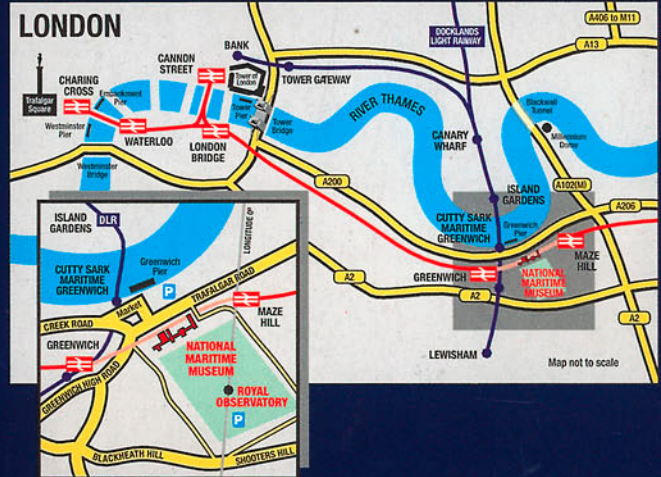 LONDON
DOCKLANDS
LIGHT RAILWAY
A406 to M11
A13
BANK
CANNON
STREET
TOWER GATEWAY
Tower of
London
CHARING
CROSS
Trafalgar
Square
Embankment
Pier
Westminster
Pier
WATERLOO
Tower
Pier
Tower
Bridge
LONDON
BRIDGE
RIVER THAMES
Blackwall
Tunnel
Millennium
Dome
CANARY
WHARF
Westminster
Bridge
A200
ISLAND
GARDENS
A102(M)
A206
CUTTY SARK
MARITIME
GREENWICH
Greenwich
Pier
MAZE
HILL
GREENWICH
NATIONAL
MARITIME
MUSEUM
A2
A2
A2
LEWISHAM
Map not to scale
ISLAND
GARDENS
DLR
LONGITUDE 0º
CUTTY SARK
MARITIME
GREENWICH
Greenwich
Pier
P
TRAFALGAR ROAD
Market
MAZE
HILL
CREEK ROAD
GREENWICH
NATIONAL
MARITIME
MUSEUM
ROYAL
OBSERVATORY
P
GREENWICH HIGH ROAD
BLACKHEATH HILL
SHOOTERS HILL